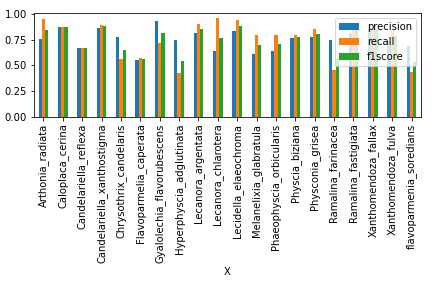 1.00
0.75
0.50
0.25
0.00
precision
recall
f1score
Arthonia_radiata
Caloplaca_cerina
Candelariella_reflexa
Candelariella_xanthostigma
Chrysothrix_candelaris
Flavoparmelia_caperata
Gyalolechia_flavorubescens
Hyperphyscia_adglutinata
Lecanora_argentata
Lecanora_chlarotera
Lecidella_elaeochroma
Melanelixia_glabratula
Phaeophyscia_orbicularis
Physcia_biziana
Physconia_grisea
Ramalina_farinacea
Ramalina_fastigiata
Xanthomendoza_fallax
Xanthomendoza_fulva
flavoparmenia_soredians
X